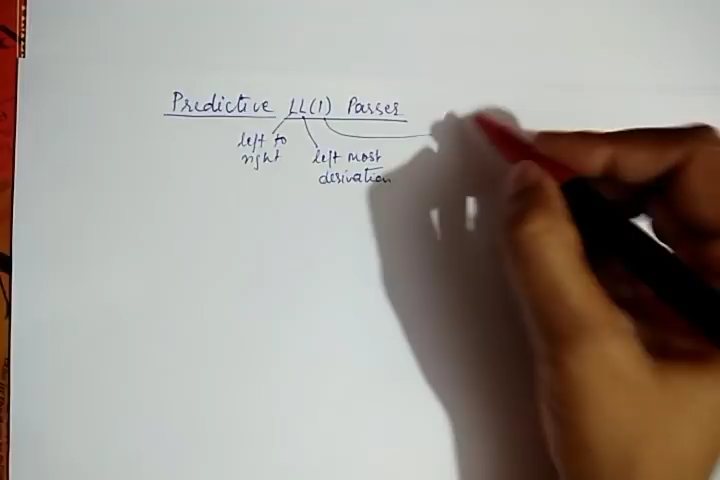 Predictive LL(1) Parser
left to
right
left most
derivation